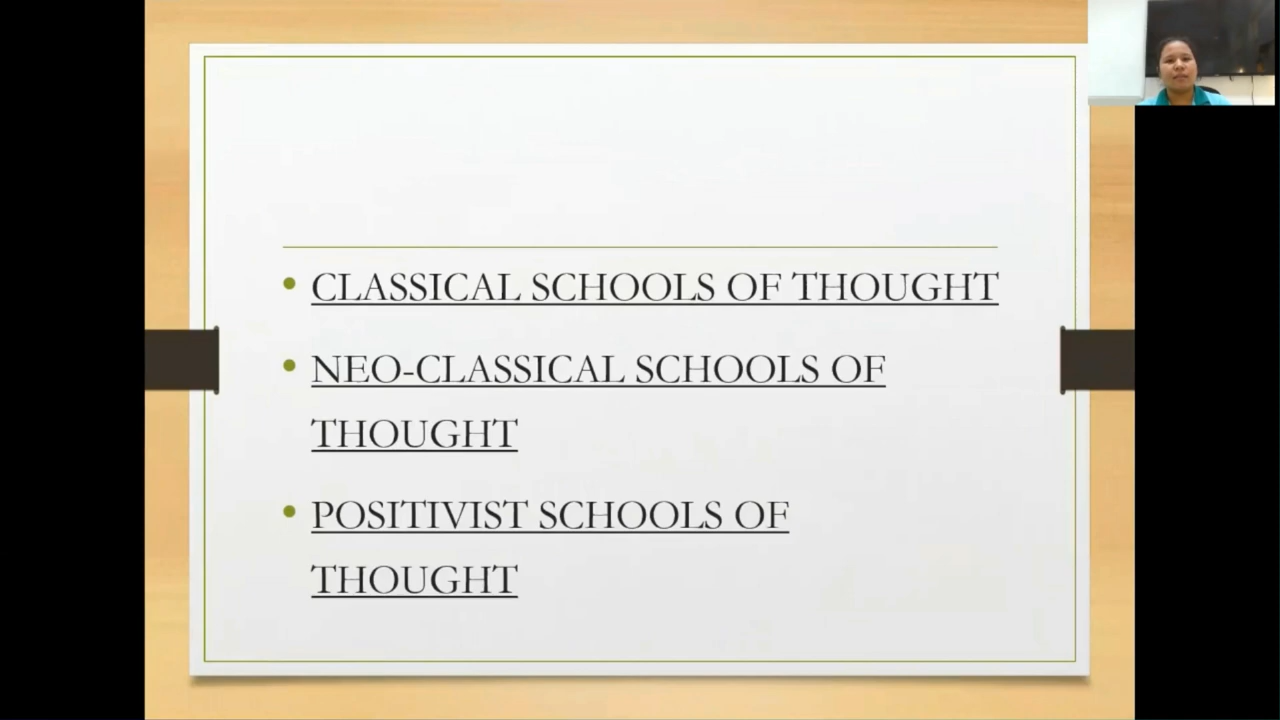 • CLASSICAL SCHOOLS OF THOUGHT
• NEO-CLASSICAL SCHOOLS OF
THOUGHT
• POSITIVIST SCHOOLS OF
THOUGHT